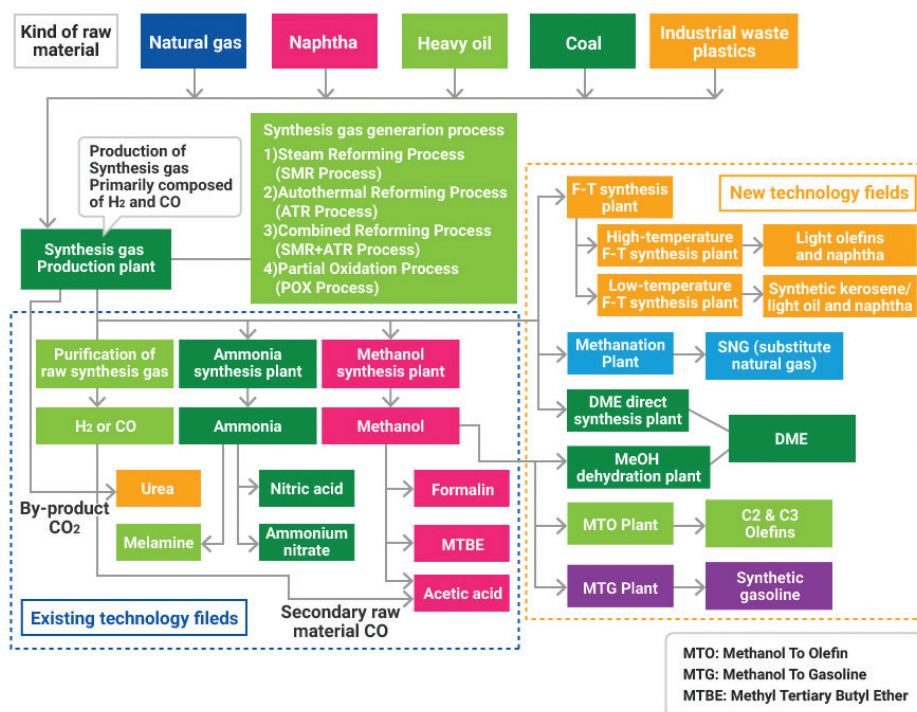 Kind of raw
material
Natural gas
Naphtha
Heavy oil
Coal
Industrial waste
plastics
Production of
Synthesis gas
Primarily composed
of H₂ and CO
Synthesis gas
Production plant
Synthesis gas generarion process
1)Steam Reforming Process
(SMR Process)
2)Autothermal Reforming Process
(ATR Process)
3)Combined Reforming Process
(SMR+ATR Process)
4)Partial Oxidation Process
(POX Process)
New technology fields
F-T synthesis
plant
High-temperature
F-T synthesis plant
Light olefins
and naphtha
Low-temperature
F-T synthesis plant
Synthetic kerosene/
light oil and naphtha
Methanation
Plant
SNG (substitute
natural gas)
DME direct
synthesis plant
MeOH
dehydration plant
DME
MTO Plant
C2 & C3
Olefins
MTG Plant
Synthetic
gasoline
Purification of
raw synthesis gas
Ammonia
synthesis plant
Methanol
synthesis plant
H₂ or CO
Ammonia
Methanol
Urea
Nitric acid
Formalin
By-product
CO₂
Melamine
Ammonium
nitrate
MTBE
Acetic acid
Existing technology fileds
Secondary raw
material CO
MTO: Methanol To Olefin
MTG: Methanol To Gasoline
MTBE: Methyl Tertiary Butyl Ether